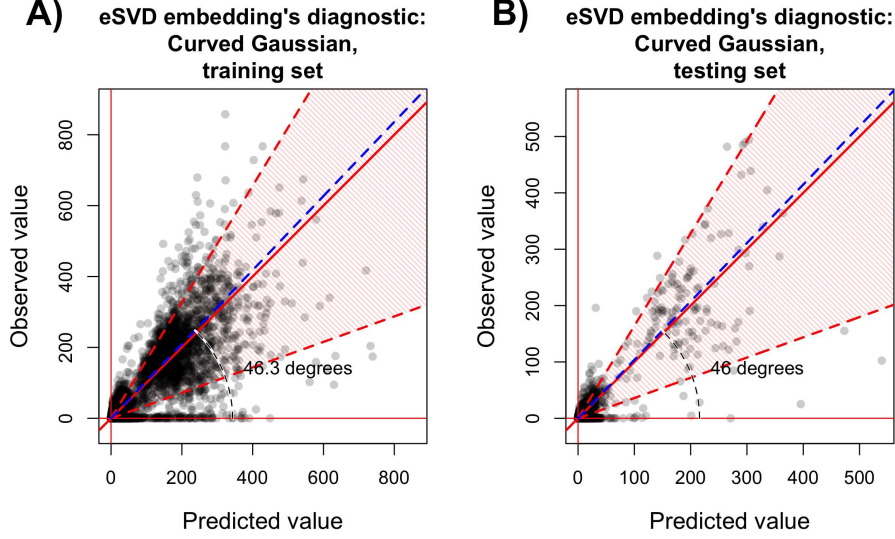 A)
eSVD embedding's diagnostic:
Curved Gaussian,
training set
Observed value
800
600
400
200
0
46.3 degrees
0 200 400 600 800
Predicted value
B)
eSVD embedding's diagnostic:
Curved Gaussian,
testing set
Observed value
500
400
300
200
100
0
46 degrees
0 100 200 300 400 500
Predicted value